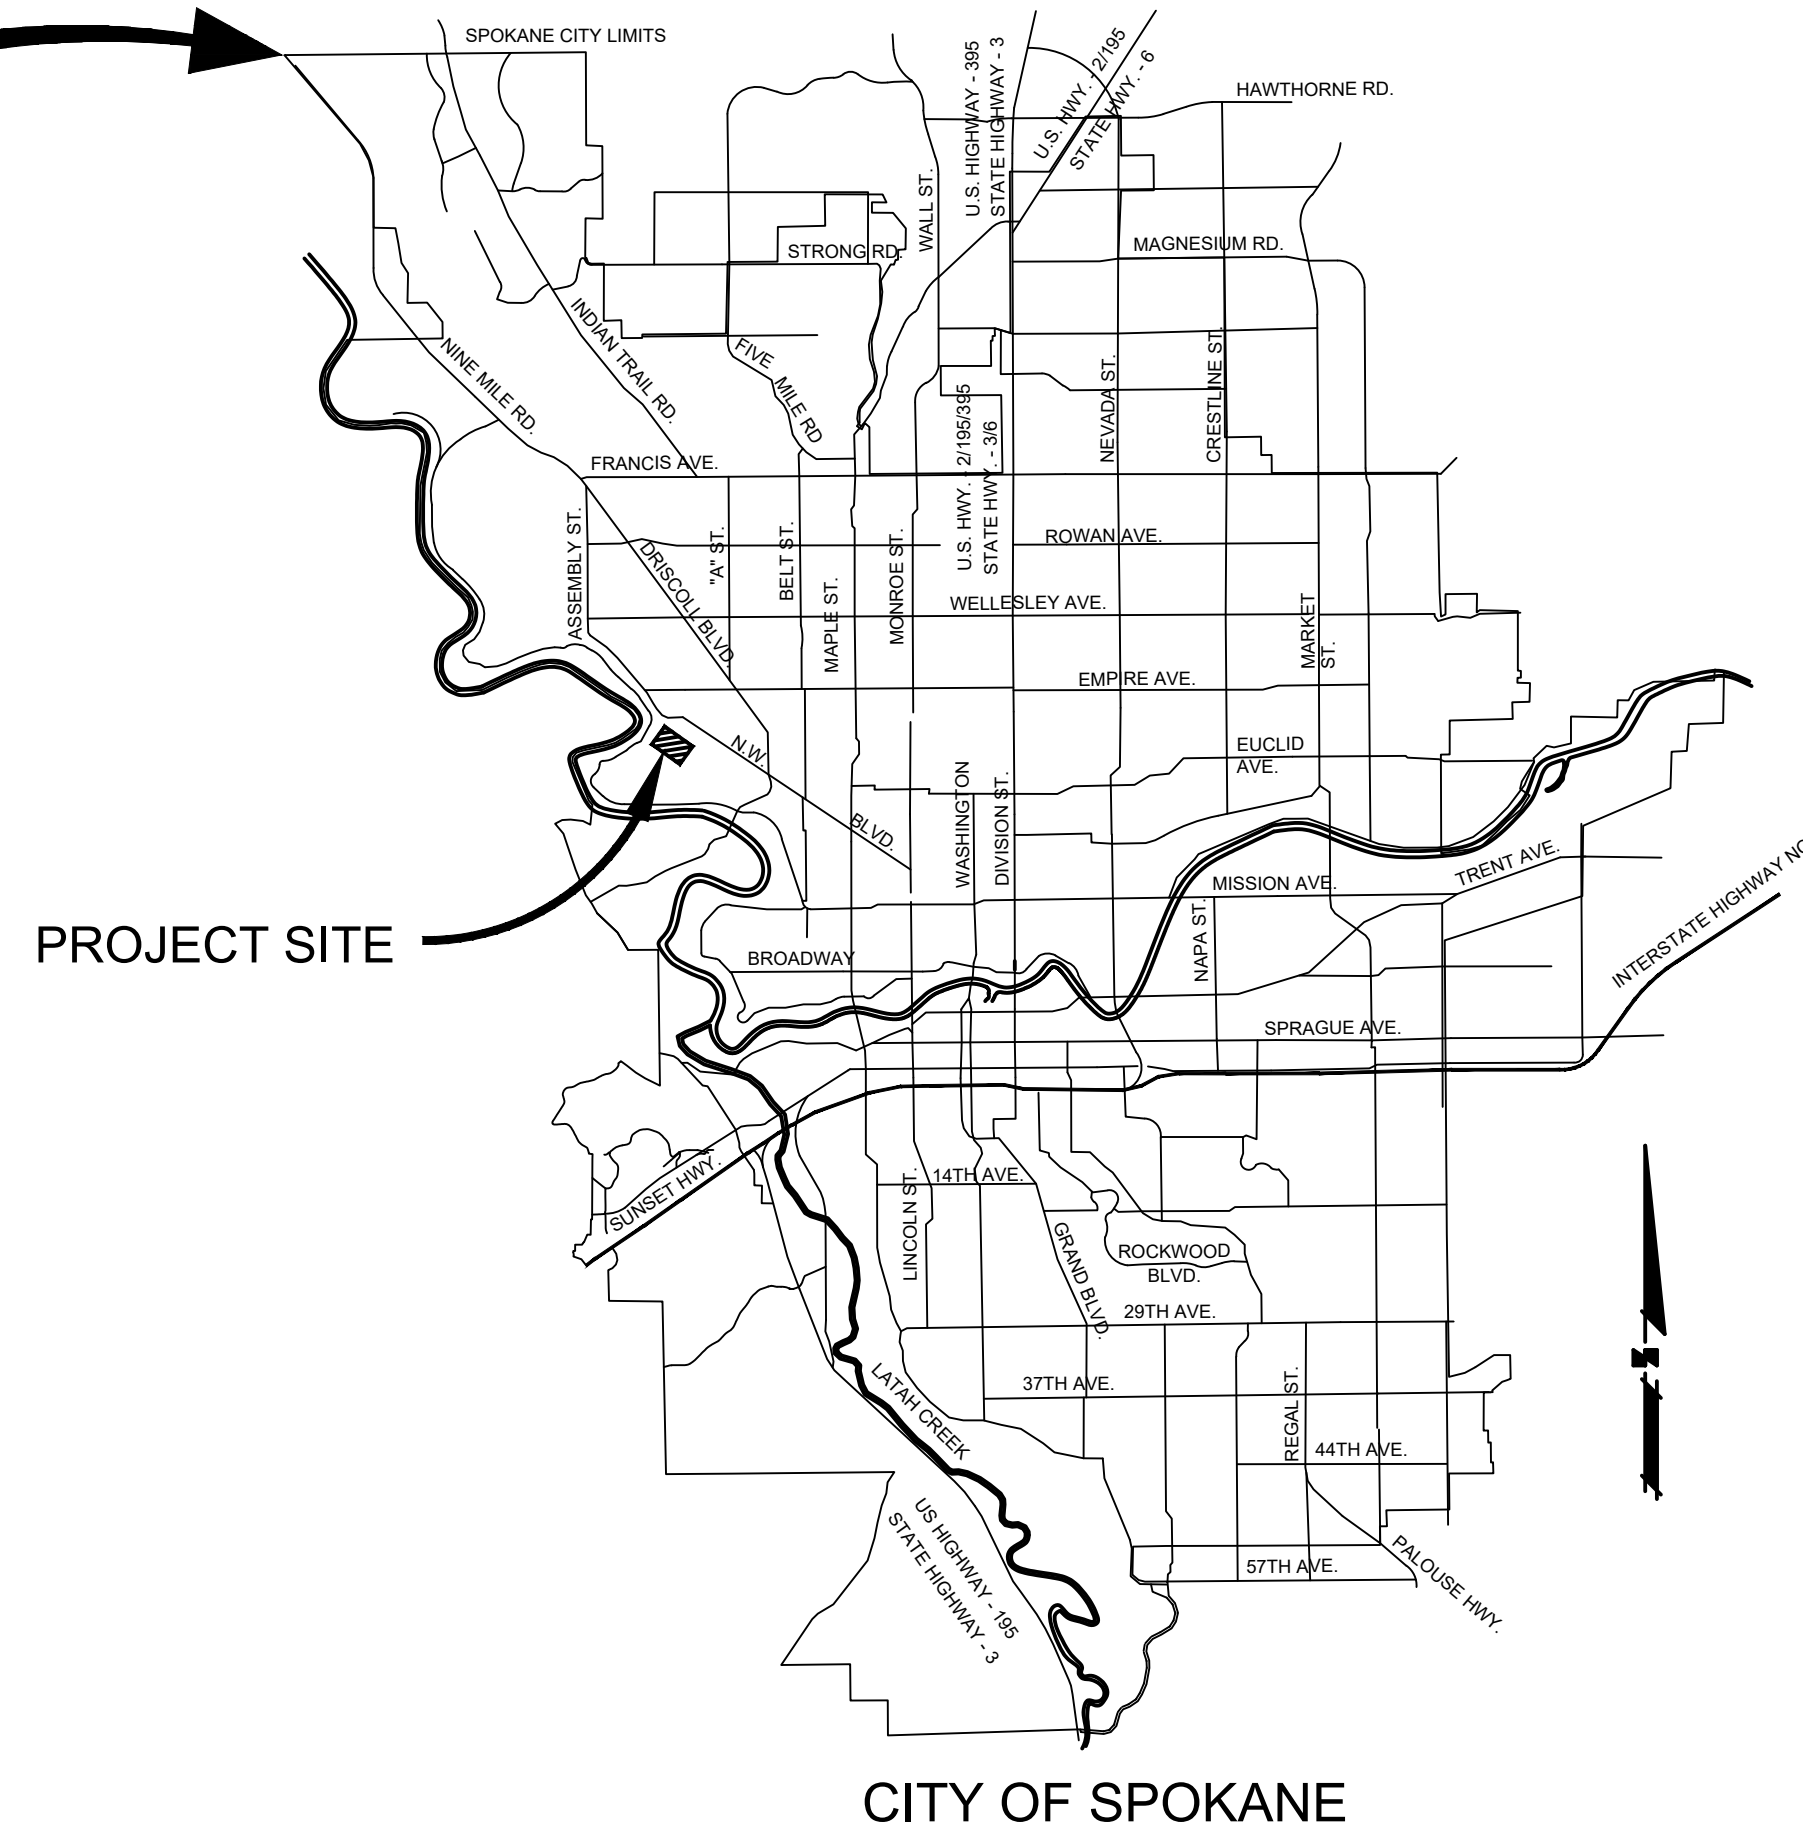 SPOKANE CITY LIMITS
U.S. HIGHWAY - 395
STATE HIGHWAY - 3
U.S. HWY. - 2/195
STATE HWY. - 6
HAWTHORNE RD.
WALL ST.
STRONG RD.
MAGNESIUM RD.
INDIAN TRAIL RD.
NINE MILE RD.
FIVE MILE RD
NEVADA ST.
CRESTLINE ST.
U.S. HWY. - 2/195/395
STATE HWY. - 3/6
FRANCIS AVE.
ASSEMBLY ST.
DRISCOLL BLVD.
"A" ST.
BELT ST.
MAPLE ST.
MONROE ST.
ROWAN AVE.
WELLESLEY AVE.
MARKET
ST.
EMPIRE AVE.
N.W.
BLVD.
EUCLID
AVE.
WASHINGTON
DIVISION ST.
MISSION AVE.
TRENT AVE.
NAPA ST.
INTERSTATE HIGHWAY
PROJECT SITE
BROADWAY
SPRAGUE AVE.
SUNSET HWY.
14TH AVE.
LINCOLN ST.
GRAND BLVD.
ROCKWOOD
BLVD.
29TH AVE.
37TH AVE.
LATAH CREEK
REGAL ST.
44TH AVE.
US HIGHWAY - 195
STATE HIGHWAY - 3
57TH AVE.
PALOUSE HWY.
N
CITY OF SPOKANE